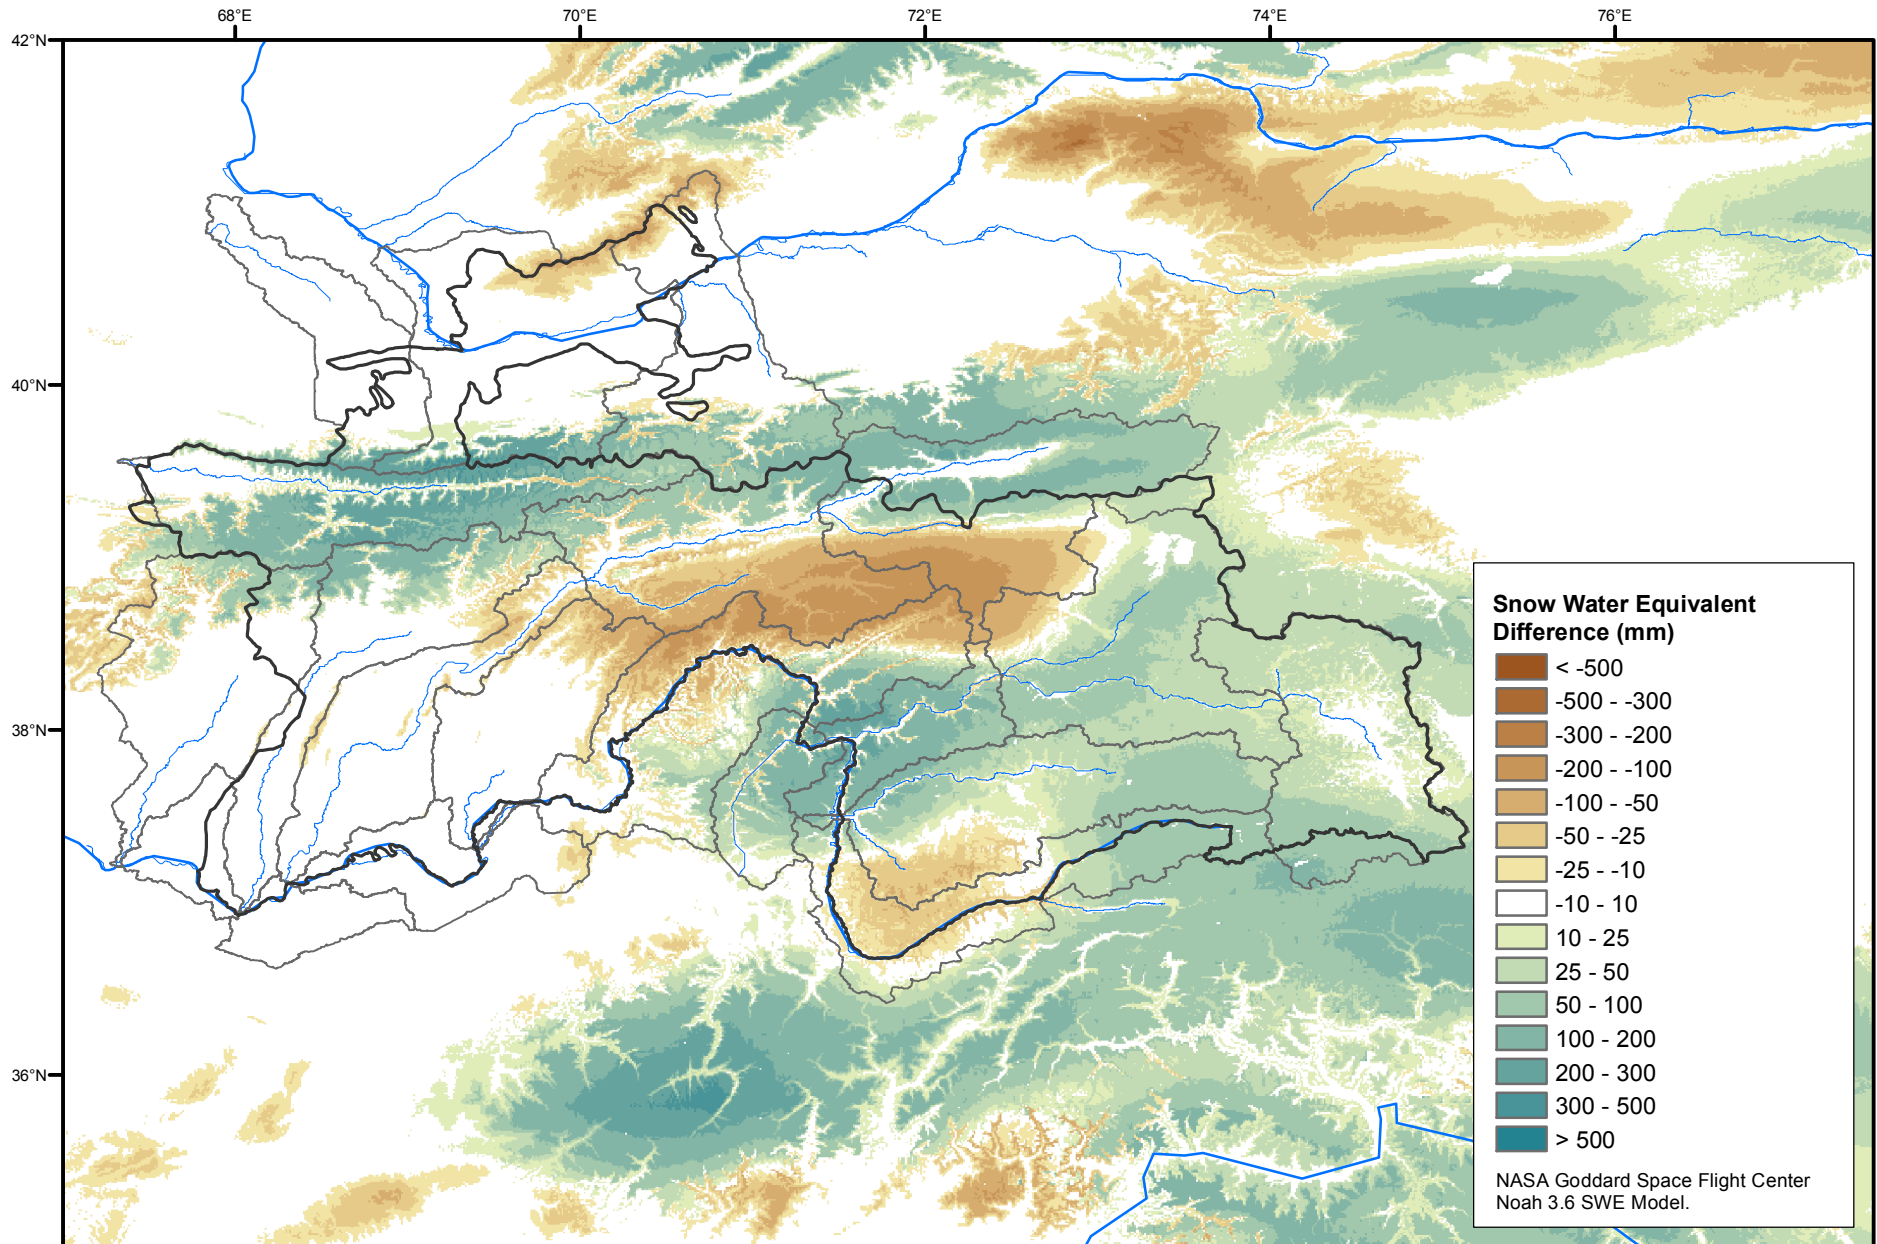 68°E
70°E
72°E
74°E
76°E
42°N
40°N
38°N
36°N
Snow Water Equivalent
Difference (mm)
< -500
-500 - -300
-300 - -200
-200 - -100
-100 - -50
-50 - -25
-25 - -10
-10 - 10
10 - 25
25 - 50
50 - 100
100 - 200
200 - 300
300 - 500
> 500
NASA Goddard Space Flight Center
Noah 3.6 SWE Model.